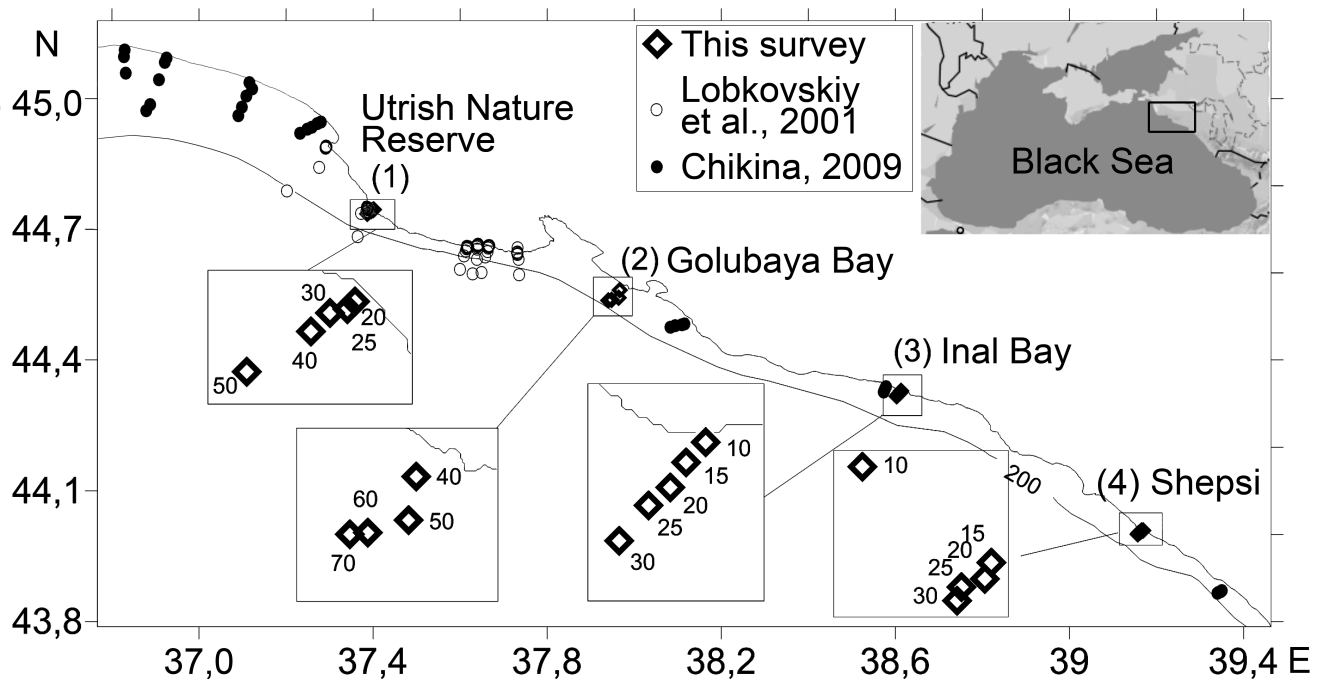 N
45,0
44,7
44,4
44,1
43,8
37,0
37,4
37,8
38,2
38,6
39
39,4 E
This survey
Lobkovskiy
et al., 2001
Chikina, 2009
Black Sea
Utrish Nature
Reserve
(1)
(2) Golubaya Bay
(3) Inal Bay
(4) Shepsi
200
30
20
25
40
50
40
60
50
70
10
15
20
25
30
10
15
20
25
30